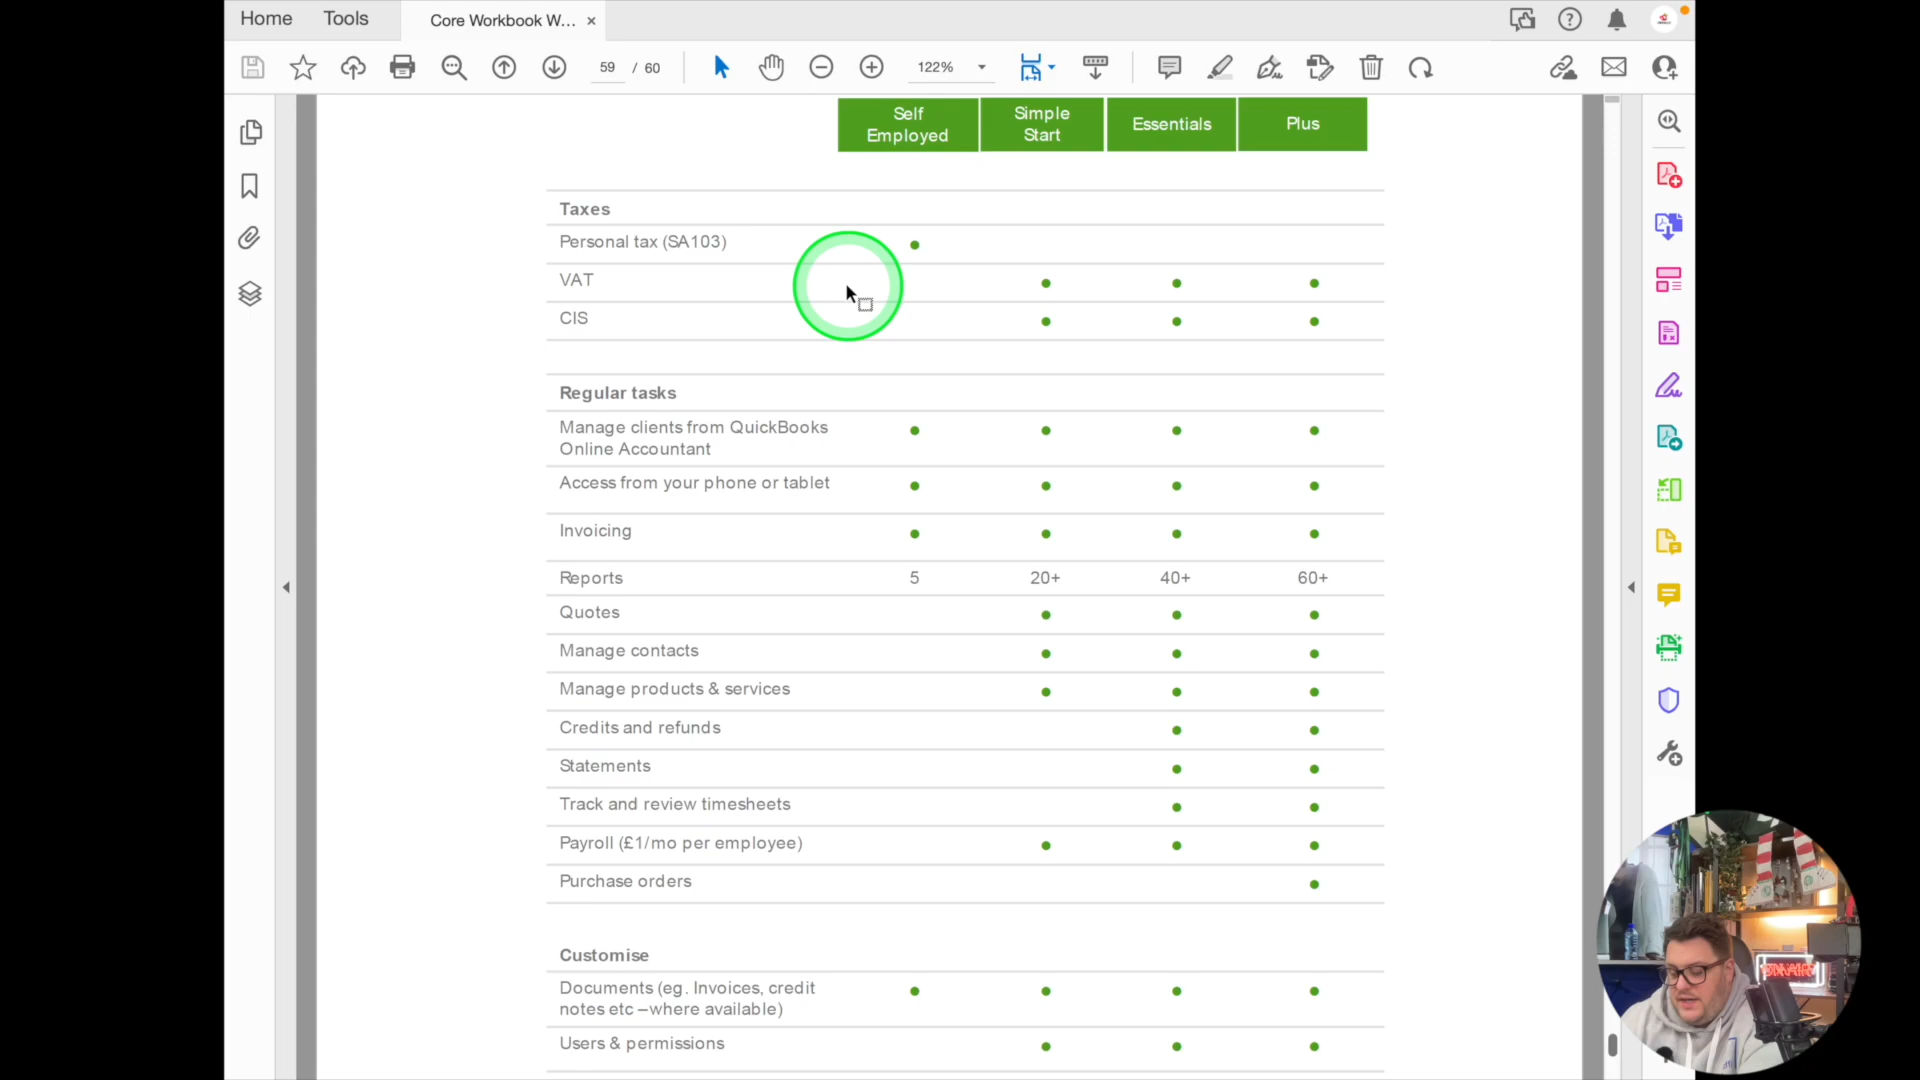 Home Tools Core Workbook W... ×
59 / 60 122%
Self Employed Simple Start Essentials Plus
Taxes
Personal tax (SA103)
VAT
CIS
Regular tasks
Manage clients from QuickBooks
Online Accountant
Access from your phone or tablet
Invoicing
Reports 5 20+ 40+ 60+
Quotes
Manage contacts
Manage products & services
Credits and refunds
Statements
Track and review timesheets
Payroll (£1/mo per employee)
Purchase orders
Customise
Documents (eg. Invoices, credit
notes etc –where available)
Users & permissions
ON AIR